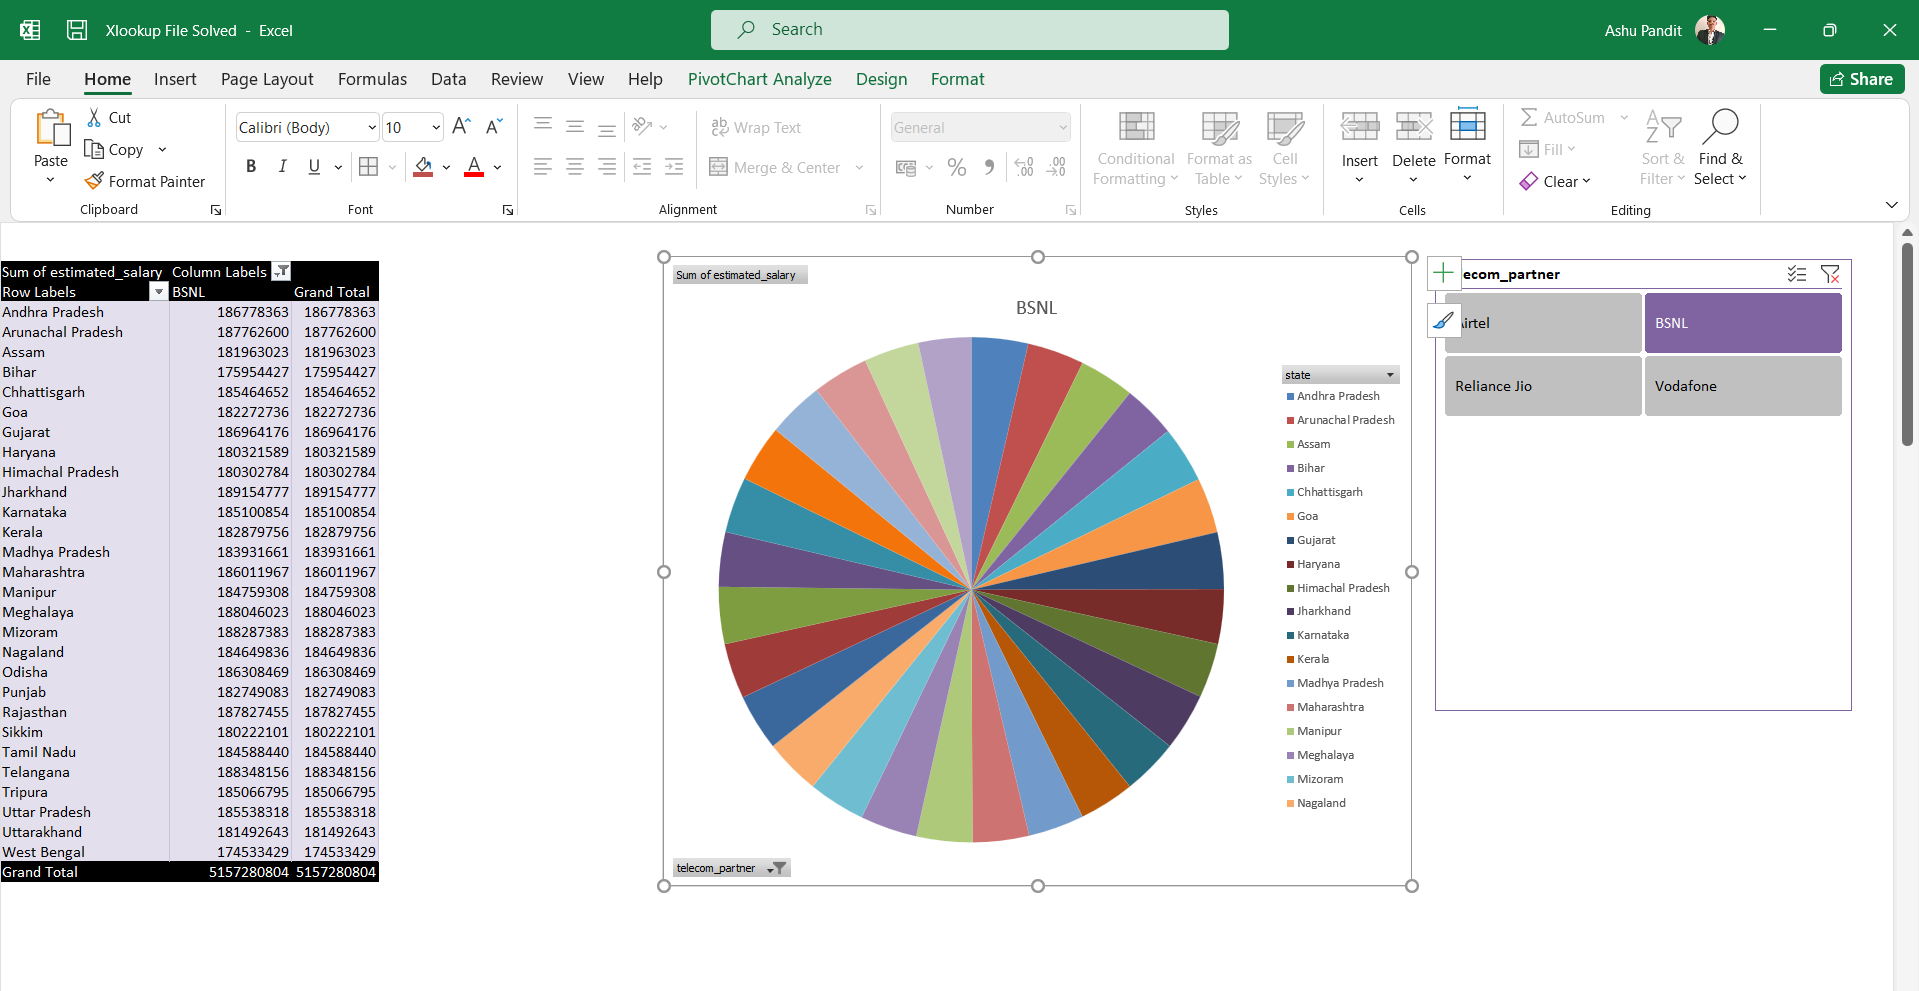 Xlookup File Solved - Excel
Search
Ashu Pandit
File Home Insert Page Layout Formulas Data Review View Help PivotChart Analyze Design Format
Share
Paste
Cut
Copy
Format Painter
Clipboard
Calibri (Body) 10
B I U
Font
Wrap Text
Merge & Center
Alignment
General
Number
Conditional Formatting
Format as Table
Cell Styles
Styles
Insert
Delete
Format
Cells
AutoSum
Fill
Clear
Sort & Filter
Find & Select
Editing
Sum of estimated_salary Column Labels
Row Labels BSNL Grand Total
Andhra Pradesh 186778363 186778363
Arunachal Pradesh 187762600 187762600
Assam 181963023 181963023
Bihar 175954427 175954427
Chhattisgarh 185464652 185464652
Goa 182272736 182272736
Gujarat 186964176 186964176
Haryana 180321589 180321589
Himachal Pradesh 180302784 180302784
Jharkhand 189154777 189154777
Karnataka 185100854 185100854
Kerala 182879756 182879756
Madhya Pradesh 183931661 183931661
Maharashtra 186011967 186011967
Manipur 184759308 184759308
Meghalaya 188046023 188046023
Mizoram 188287383 188287383
Nagaland 184649836 184649836
Odisha 186308469 186308469
Punjab 182749083 182749083
Rajasthan 187827455 187827455
Sikkim 180222101 180222101
Tamil Nadu 184588440 184588440
Telangana 188348156 188348156
Tripura 185066795 185066795
Uttar Pradesh 185538318 185538318
Uttarakhand 181492643 181492643
West Bengal 174533429 174533429
Grand Total 5157280804 5157280804
Sum of estimated_salary
BSNL
state
Andhra Pradesh
Arunachal Pradesh
Assam
Bihar
Chhattisgarh
Goa
Gujarat
Haryana
Himachal Pradesh
Jharkhand
Karnataka
Kerala
Madhya Pradesh
Maharashtra
Manipur
Meghalaya
Mizoram
Nagaland
telecom_partner
ecom_partner
irtel
BSNL
Reliance Jio
Vodafone